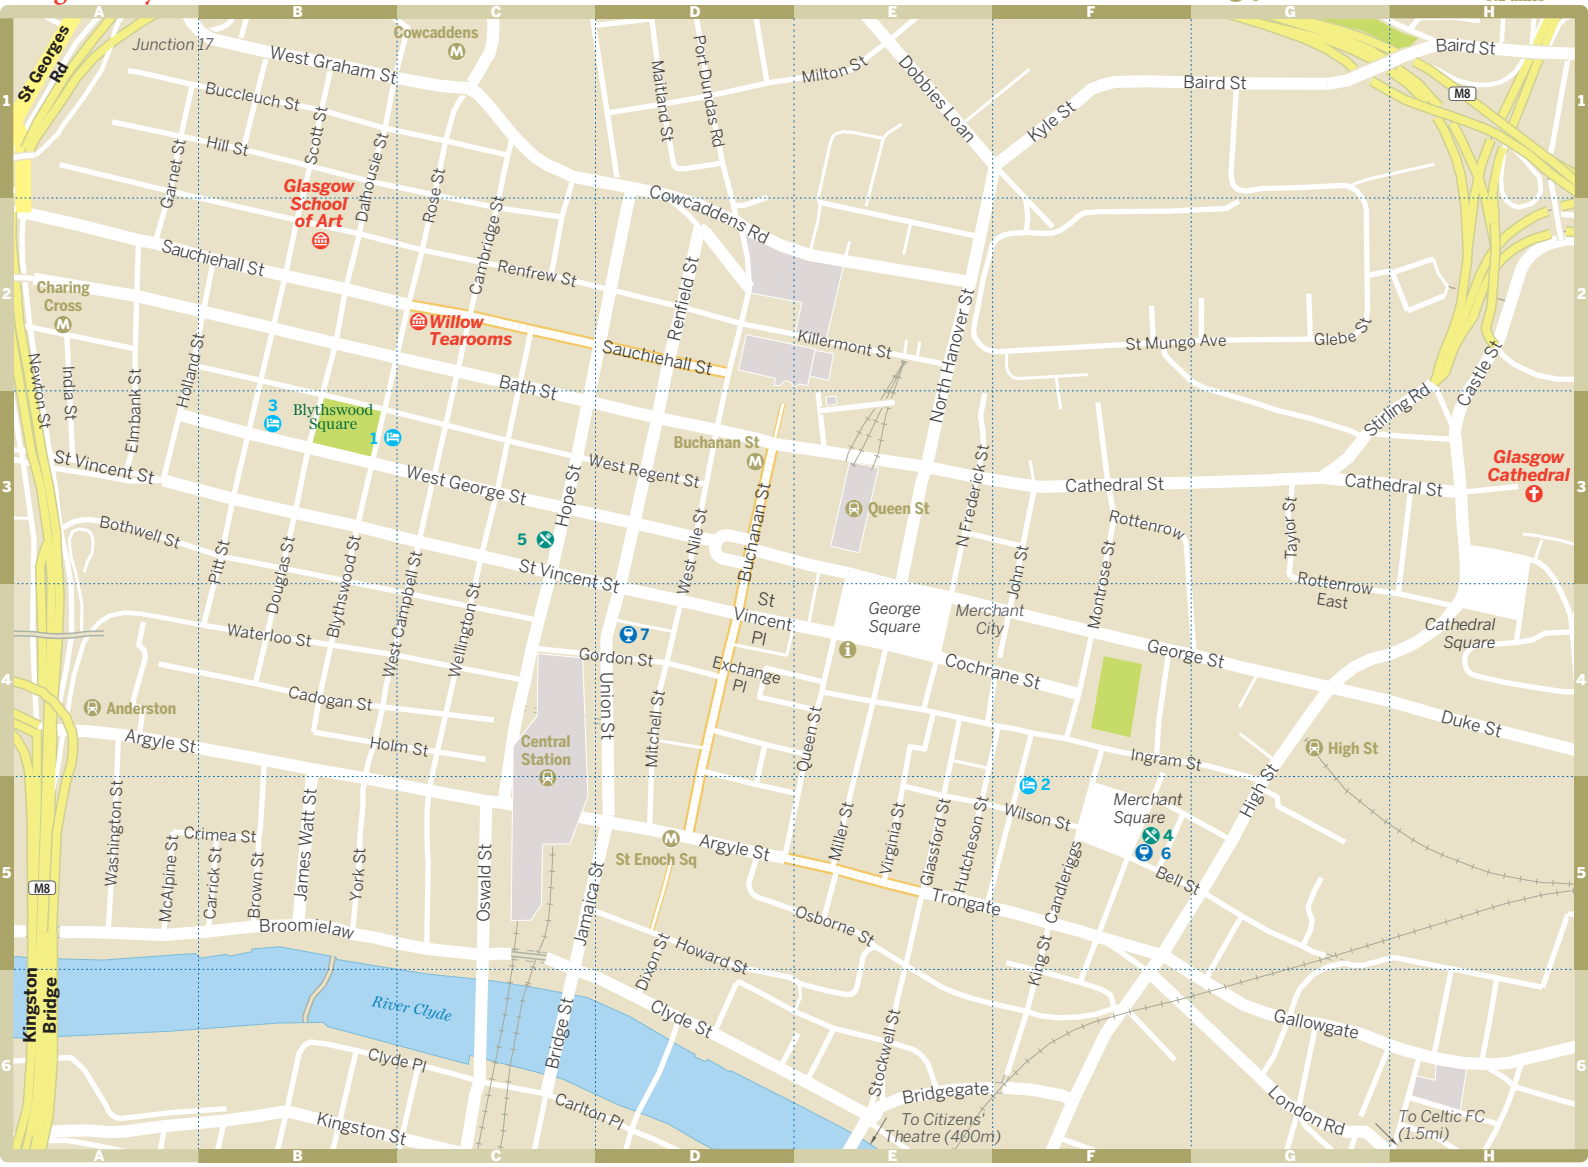 A
B
C
D
E
F
G
H
St Georges
Rd
Junction 17
West Graham St
Cowcaddens
M
Maitland St
Port Dundas Rd
Milton St
Dobbies Loan
Kyle St
Baird St
Baird St
M8
1
1
Buccleuch St
Scott St
Hill St
Garnet St
Dalhousie St
Rose St
Cambridge St
Cowcaddens Rd
Glasgow
School
of Art
Sauchiehall St
Renfrew St
Renfield St
North Hanover St
2
2
Charing
Cross
M
Willow
Tearooms
Sauchiehall St
Killermont St
St Mungo Ave
Glebe St
Castle St
Stirling Rd
Newton St
India St
Elmbank St
Holland St
Bath St
3
Blythswood
Square
1
Buchanan St
M
3
3
St Vincent St
West George St
Hope St
West Regent St
Buchanan St
Queen St
N Frederick St
Cathedral St
Cathedral St
Glasgow
Cathedral
Rottenrow
Taylor St
Bothwell St
Pitt St
Douglas St
Blythswood St
West Campbell St
Wellington St
5
St Vincent St
West Nile St
John St
Montrose St
Rottenrow
East
St
Vincent
Pl
George
Square
Merchant
City
Cathedral
Square
Waterloo St
7
i
Gordon St
Exchange
Pl
Cochrane St
George St
4
4
Anderston
Cadogan St
Union St
Mitchell St
Queen St
Duke St
Argyle St
Holm St
Central
Station
Ingram St
High St
High St
2
Wilson St
Merchant
Square
4
6
Bell St
Washington St
McAlpine St
Crimea St
Carrick St
Brown St
James Watt St
York St
Oswald St
Jamaica St
M
St Enoch Sq
Argyle St
Miller St
Virginia St
Glassford St
Hutcheson St
Candleriggs
Trongate
5
5
M8
Broomielaw
Dixon St
Howard St
Osborne St
King St
Kingston
Bridge
River Clyde
Bridge St
Clyde St
Stockwell St
Gallowgate
6
6
Clyde Pl
Carlton Pl
Kingston St
Bridgegate
To Citizens
Theatre (400m)
London Rd
To Celtic FC
(1.5mi)
A
B
C
D
E
F
G
H